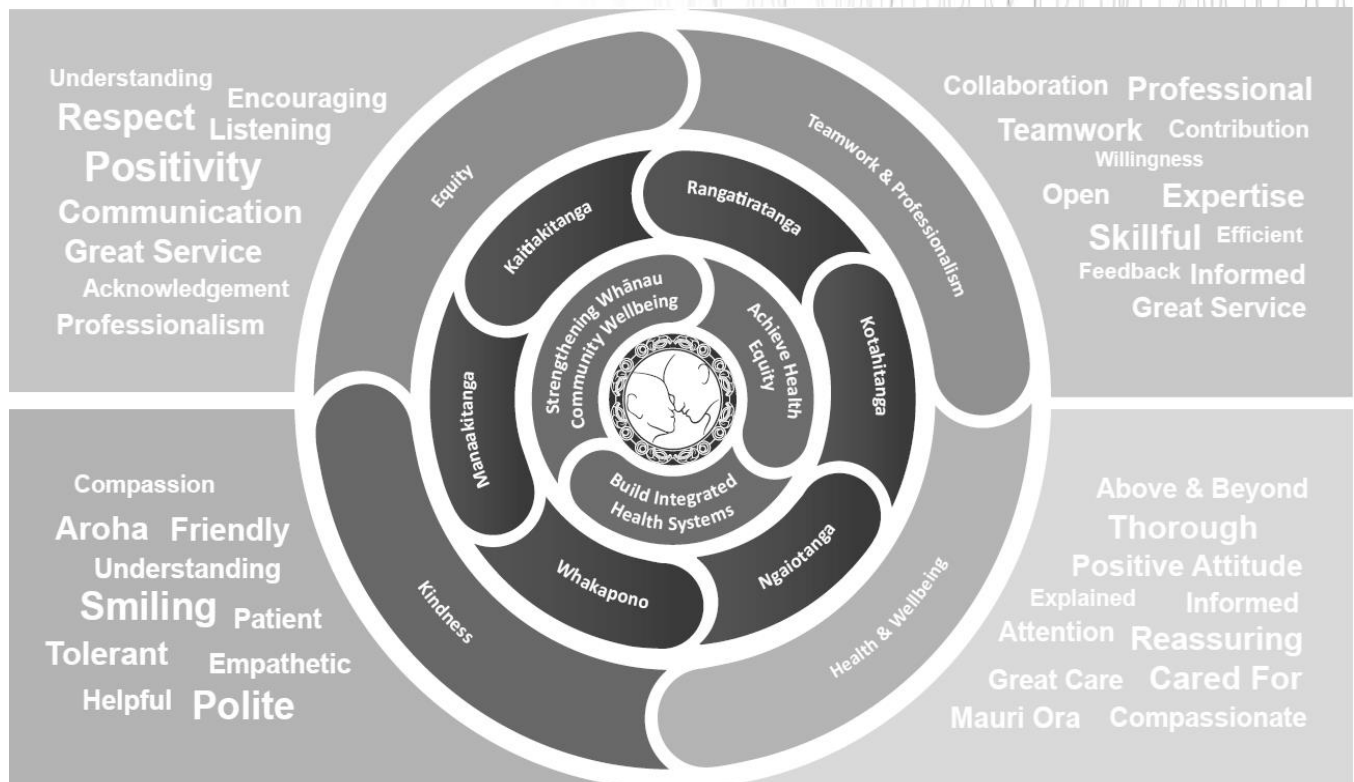 Understanding
Respect Encouraging
Listening
Positivity
Communication
Great Service
Acknowledgement
Professionalism
Collaboration Professional
Teamwork Contribution
Willingness
Open Expertise
Skillful Efficient
Feedback Informed
Great Service
Equity
Teamwork & Professionalism
Kindness
Health & Wellbeing
Kaitiakitanga
Rangatiratanga
Kotahitanga
Ngaiotanga
Whakapono
Manaakitanga
Strengthening Whānau
Community Wellbeing
Achieve Health
Equity
Build Integrated
Health Systems
Compassion
Aroha Friendly
Understanding
Smiling Patient
Tolerant Empathetic
Helpful Polite
Above & Beyond
Thorough
Positive Attitude
Explained Informed
Attention Reassuring
Great Care Cared For
Mauri Ora Compassionate